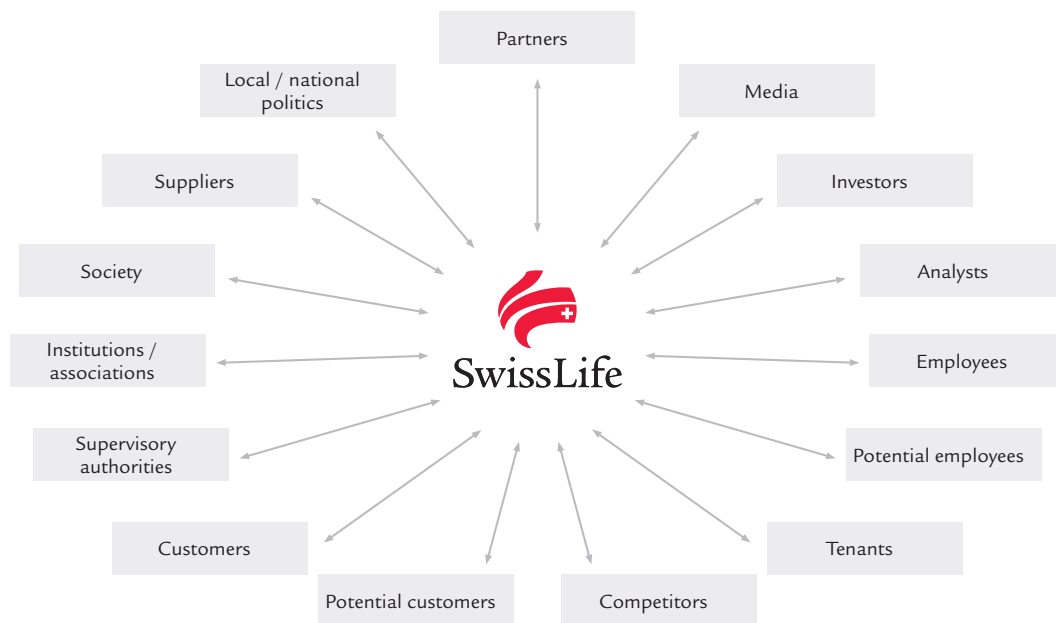 Partners
Local / national
politics
Media
Suppliers
Investors
Society
Analysts
Institutions /
associations
Employees
SwissLife
Supervisory
authorities
Potential employees
Customers
Tenants
Potential customers
Competitors